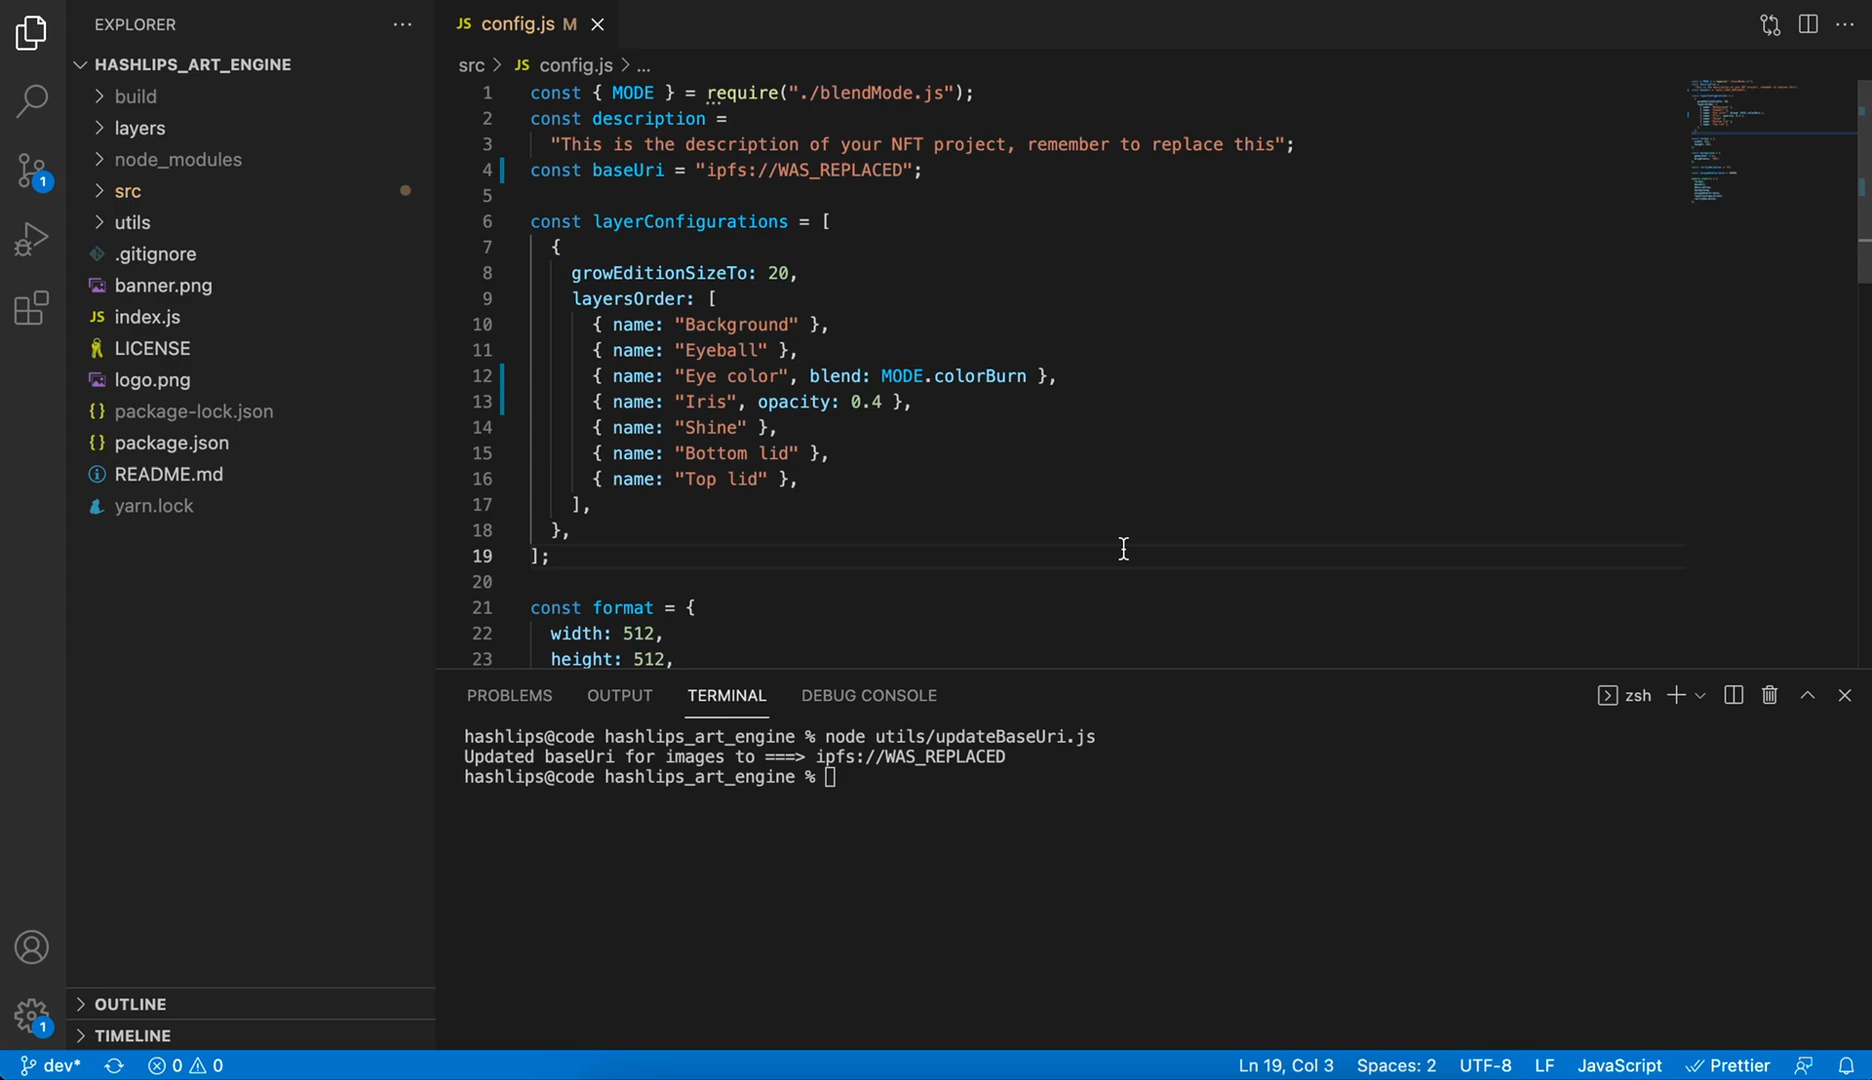 EXPLORER
HASHLIPS_ART_ENGINE
build
layers
node_modules
src
utils
.gitignore
banner.png
JS index.js
LICENSE
logo.png
{} package-lock.json
{} package.json
README.md
yarn.lock
OUTLINE
TIMELINE
1
1
JS config.js M
src > JS config.js > ...
1 const { MODE } = require("./blendMode.js");
2 const description =
3 "This is the description of your NFT project, remember to replace this";
4 const baseUri = "ipfs://WAS_REPLACED";
5
6 const layerConfigurations = [
7 {
8 growEditionSizeTo: 20,
9 layersOrder: [
10 { name: "Background" },
11 { name: "Eyeball" },
12 { name: "Eye color", blend: MODE.colorBurn },
13 { name: "Iris", opacity: 0.4 },
14 { name: "Shine" },
15 { name: "Bottom lid" },
16 { name: "Top lid" },
17 ],
18 },
19 ];
20
21 const format = {
22 width: 512,
23 height: 512,
PROBLEMS OUTPUT TERMINAL DEBUG CONSOLE zsh
hashlips@code hashlips_art_engine % node utils/updateBaseUri.js
Updated baseUri for images to ===> ipfs://WAS_REPLACED
hashlips@code hashlips_art_engine %
dev* 0 0 Ln 19, Col 3 Spaces: 2 UTF-8 LF JavaScript Prettier